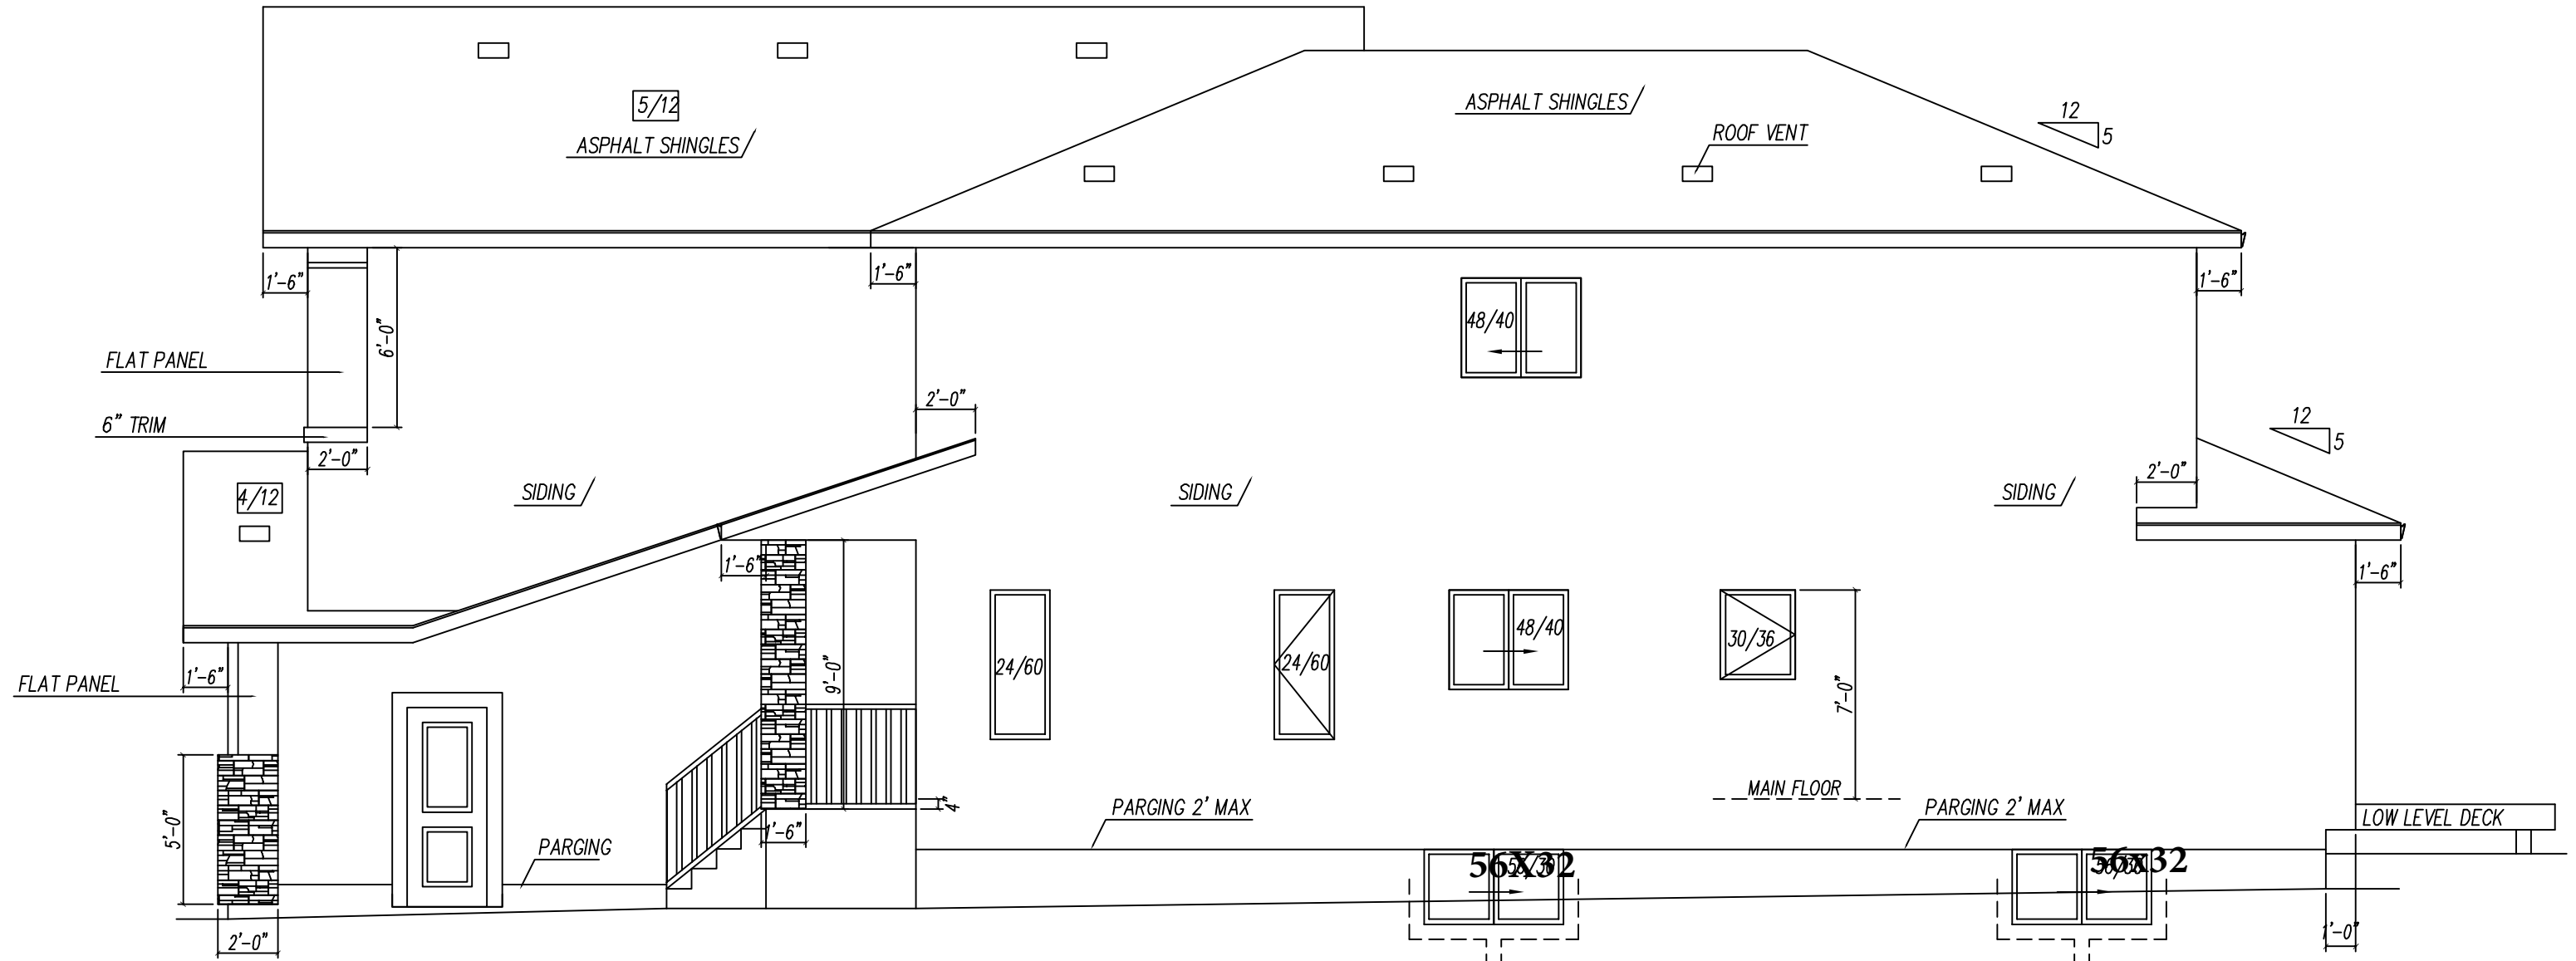 5/12
ASPHALT SHINGLES
ASPHALT SHINGLES
ROOF VENT
12
5
1'-6"
1'-6"
1'-6"
48/40
6'-0"
FLAT PANEL
6" TRIM
2'-0"
2'-0"
12
5
2'-0"
4/12
SIDING
SIDING
SIDING
1'-6"
1'-6"
1'-6"
FLAT PANEL
9'-0"
24/60
24/60
48/40
30/36
7'-0"
MAIN FLOOR
5'-0"
1'-6"
4"
PARGING
PARGING 2' MAX
PARGING 2' MAX
LOW LEVEL DECK
56X32
56x32
2'-0"
1'-0"